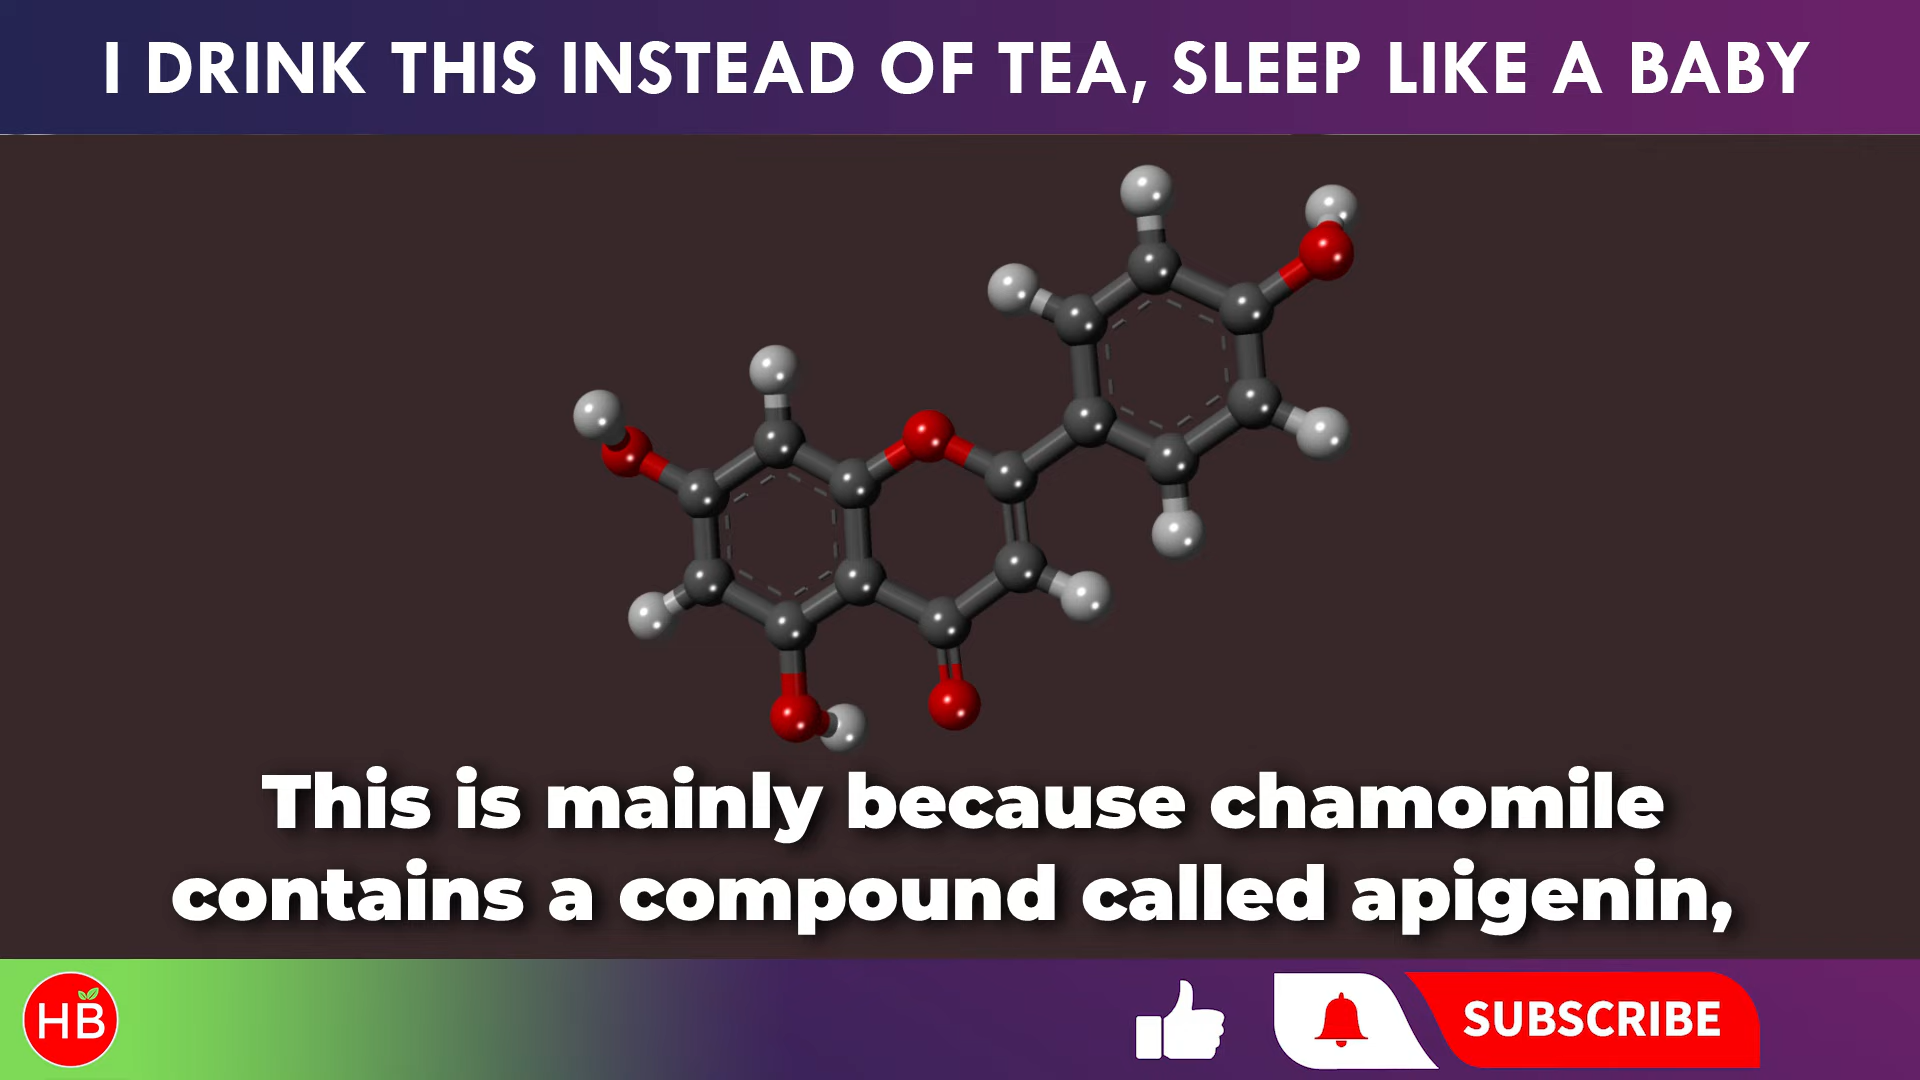 I DRINK THIS INSTEAD OF TEA, SLEEP LIKE A BABY
This is mainly because chamomile
contains a compound called apigenin,
HB
SUBSCRIBE